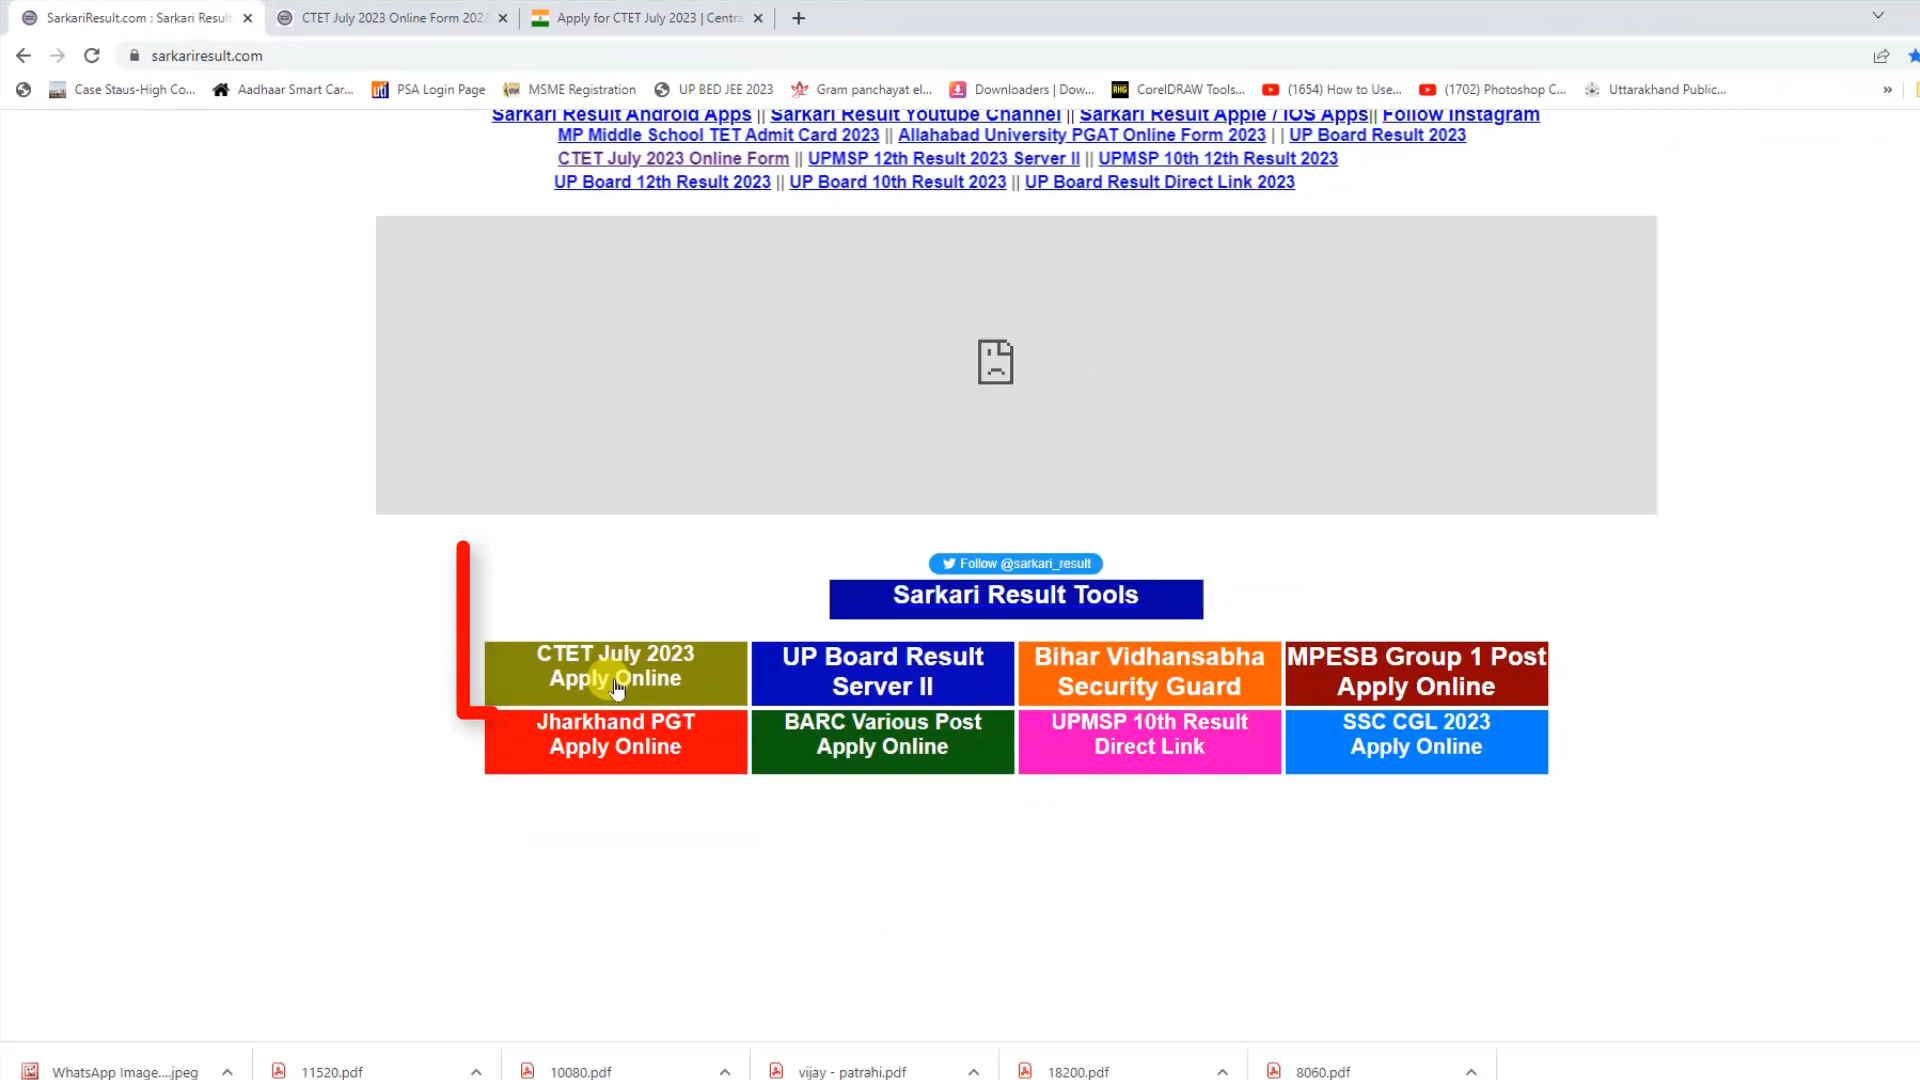 SarkariResult.com : Sarkari Result
CTET July 2023 Online Form 2023
Apply for CTET July 2023 | Centra
sarkariresult.com
Case Staus-High Co...
Aadhaar Smart Car...
PSA Login Page
MSME Registration
UP BED JEE 2023
Gram panchayat el...
Downloaders | Dow...
CorelDRAW Tools...
(1654) How to Use...
(1702) Photoshop C...
Uttarakhand Public...
»
Sarkari Result Android Apps || Sarkari Result Youtube Channel || Sarkari Result Apple / IOS Apps|| Follow Instagram
MP Middle School TET Admit Card 2023 || Allahabad University PGAT Online Form 2023 | | UP Board Result 2023
CTET July 2023 Online Form || UPMSP 12th Result 2023 Server II || UPMSP 10th 12th Result 2023
UP Board 12th Result 2023 || UP Board 10th Result 2023 || UP Board Result Direct Link 2023
Follow @sarkari_result
Sarkari Result Tools
CTET July 2023
Apply Online
UP Board Result
Server II
Bihar Vidhansabha
Security Guard
MPESB Group 1 Post
Apply Online
Jharkhand PGT
Apply Online
BARC Various Post
Apply Online
UPMSP 10th Result
Direct Link
SSC CGL 2023
Apply Online
WhatsApp Image....jpeg
11520.pdf
10080.pdf
vijay - patrahi.pdf
18200.pdf
8060.pdf